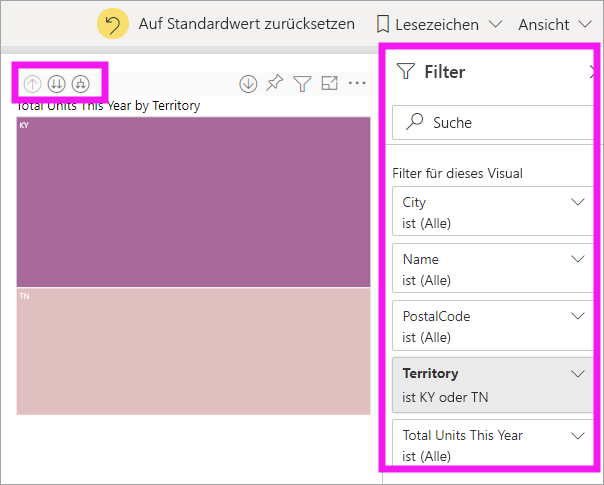 Auf Standardwert zurücksetzen
Lesezeichen
Ansicht
Filter
Total Units This Year by Territory
Suche
KY
Filter für dieses Visual
City
ist (Alle)
Name
ist (Alle)
TN
PostalCode
ist (Alle)
Territory
ist KY oder TN
Total Units This Year
ist (Alle)